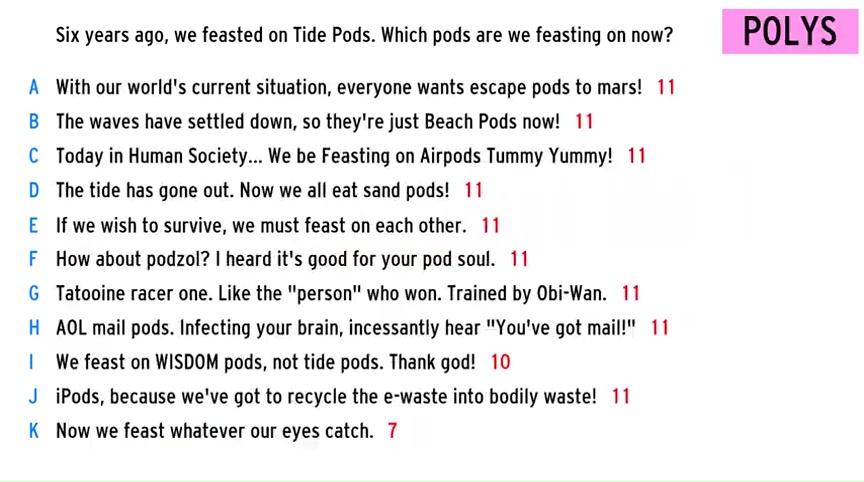 Six years ago, we feasted on Tide Pods. Which pods are we feasting on now?
POLYS
A With our world's current situation, everyone wants escape pods to mars! 11
B The waves have settled down, so they're just Beach Pods now! 11
C Today in Human Society... We be Feasting on Airpods Tummy Yummy! 11
D The tide has gone out. Now we all eat sand pods! 11
E If we wish to survive, we must feast on each other. 11
F How about podzol? I heard it's good for your pod soul. 11
G Tatooine racer one. Like the "person" who won. Trained by Obi-Wan. 11
H AOL mail pods. Infecting your brain, incessantly hear "You've got mail!" 11
I We feast on WISDOM pods, not tide pods. Thank god! 10
J iPods, because we've got to recycle the e-waste into bodily waste! 11
K Now we feast whatever our eyes catch. 7